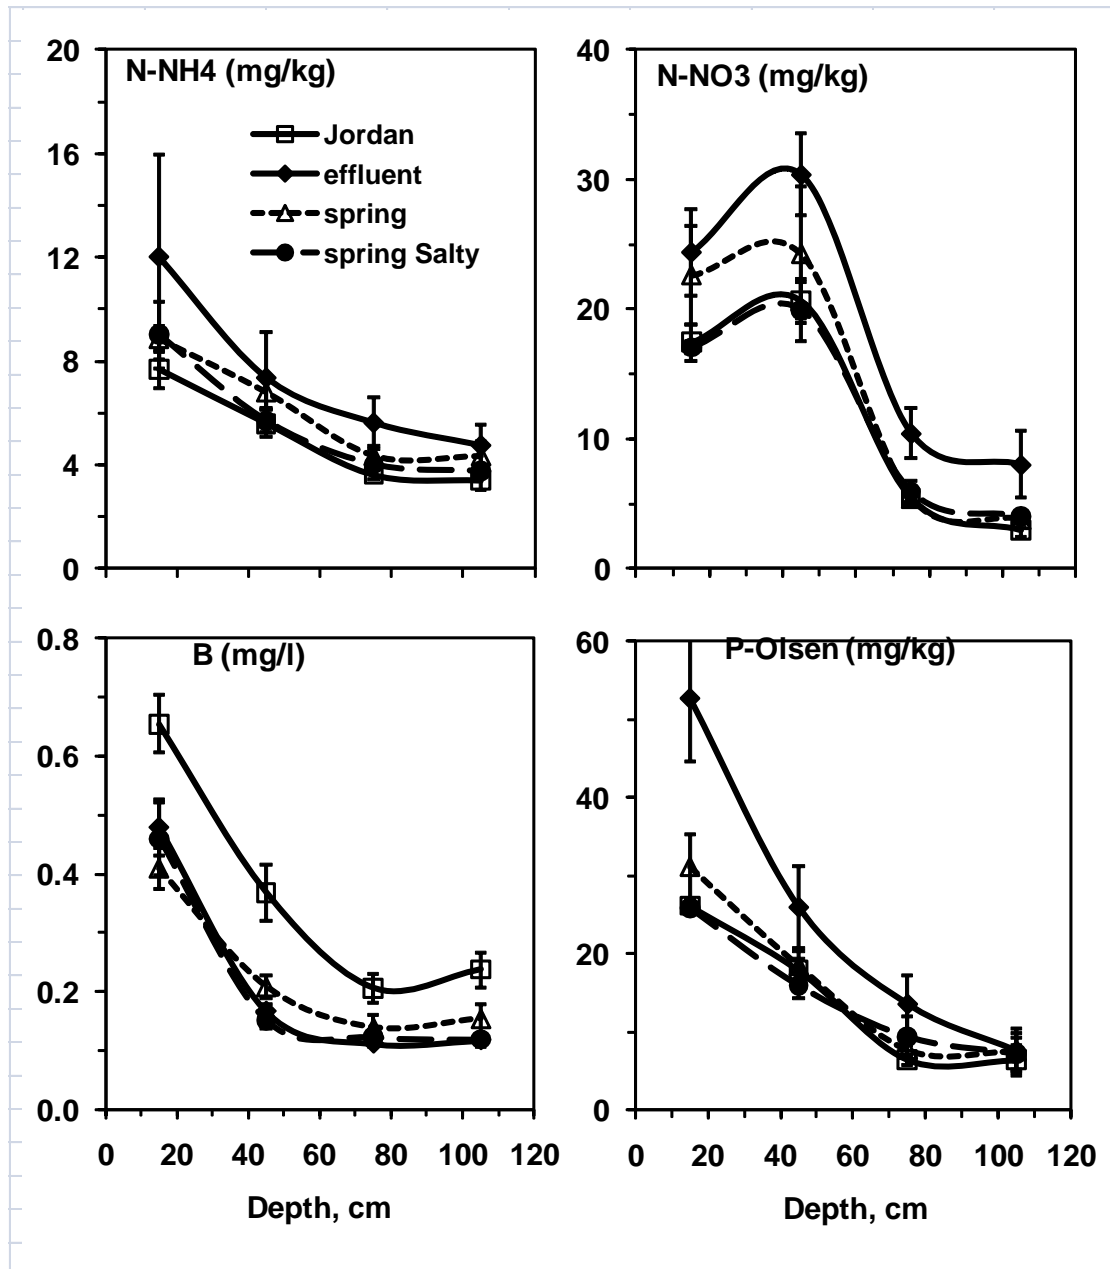 N-NH4 (mg/kg)
20
16
12
8
4
0
Jordan
effluent
spring
spring Salty
N-NO3 (mg/kg)
40
30
20
10
0
B (mg/l)
0.8
0.6
0.4
0.2
0.0
0 20 40 60 80 100 120
Depth, cm
P-Olsen (mg/kg)
60
40
20
0
20 40 60 80 100 120
Depth, cm